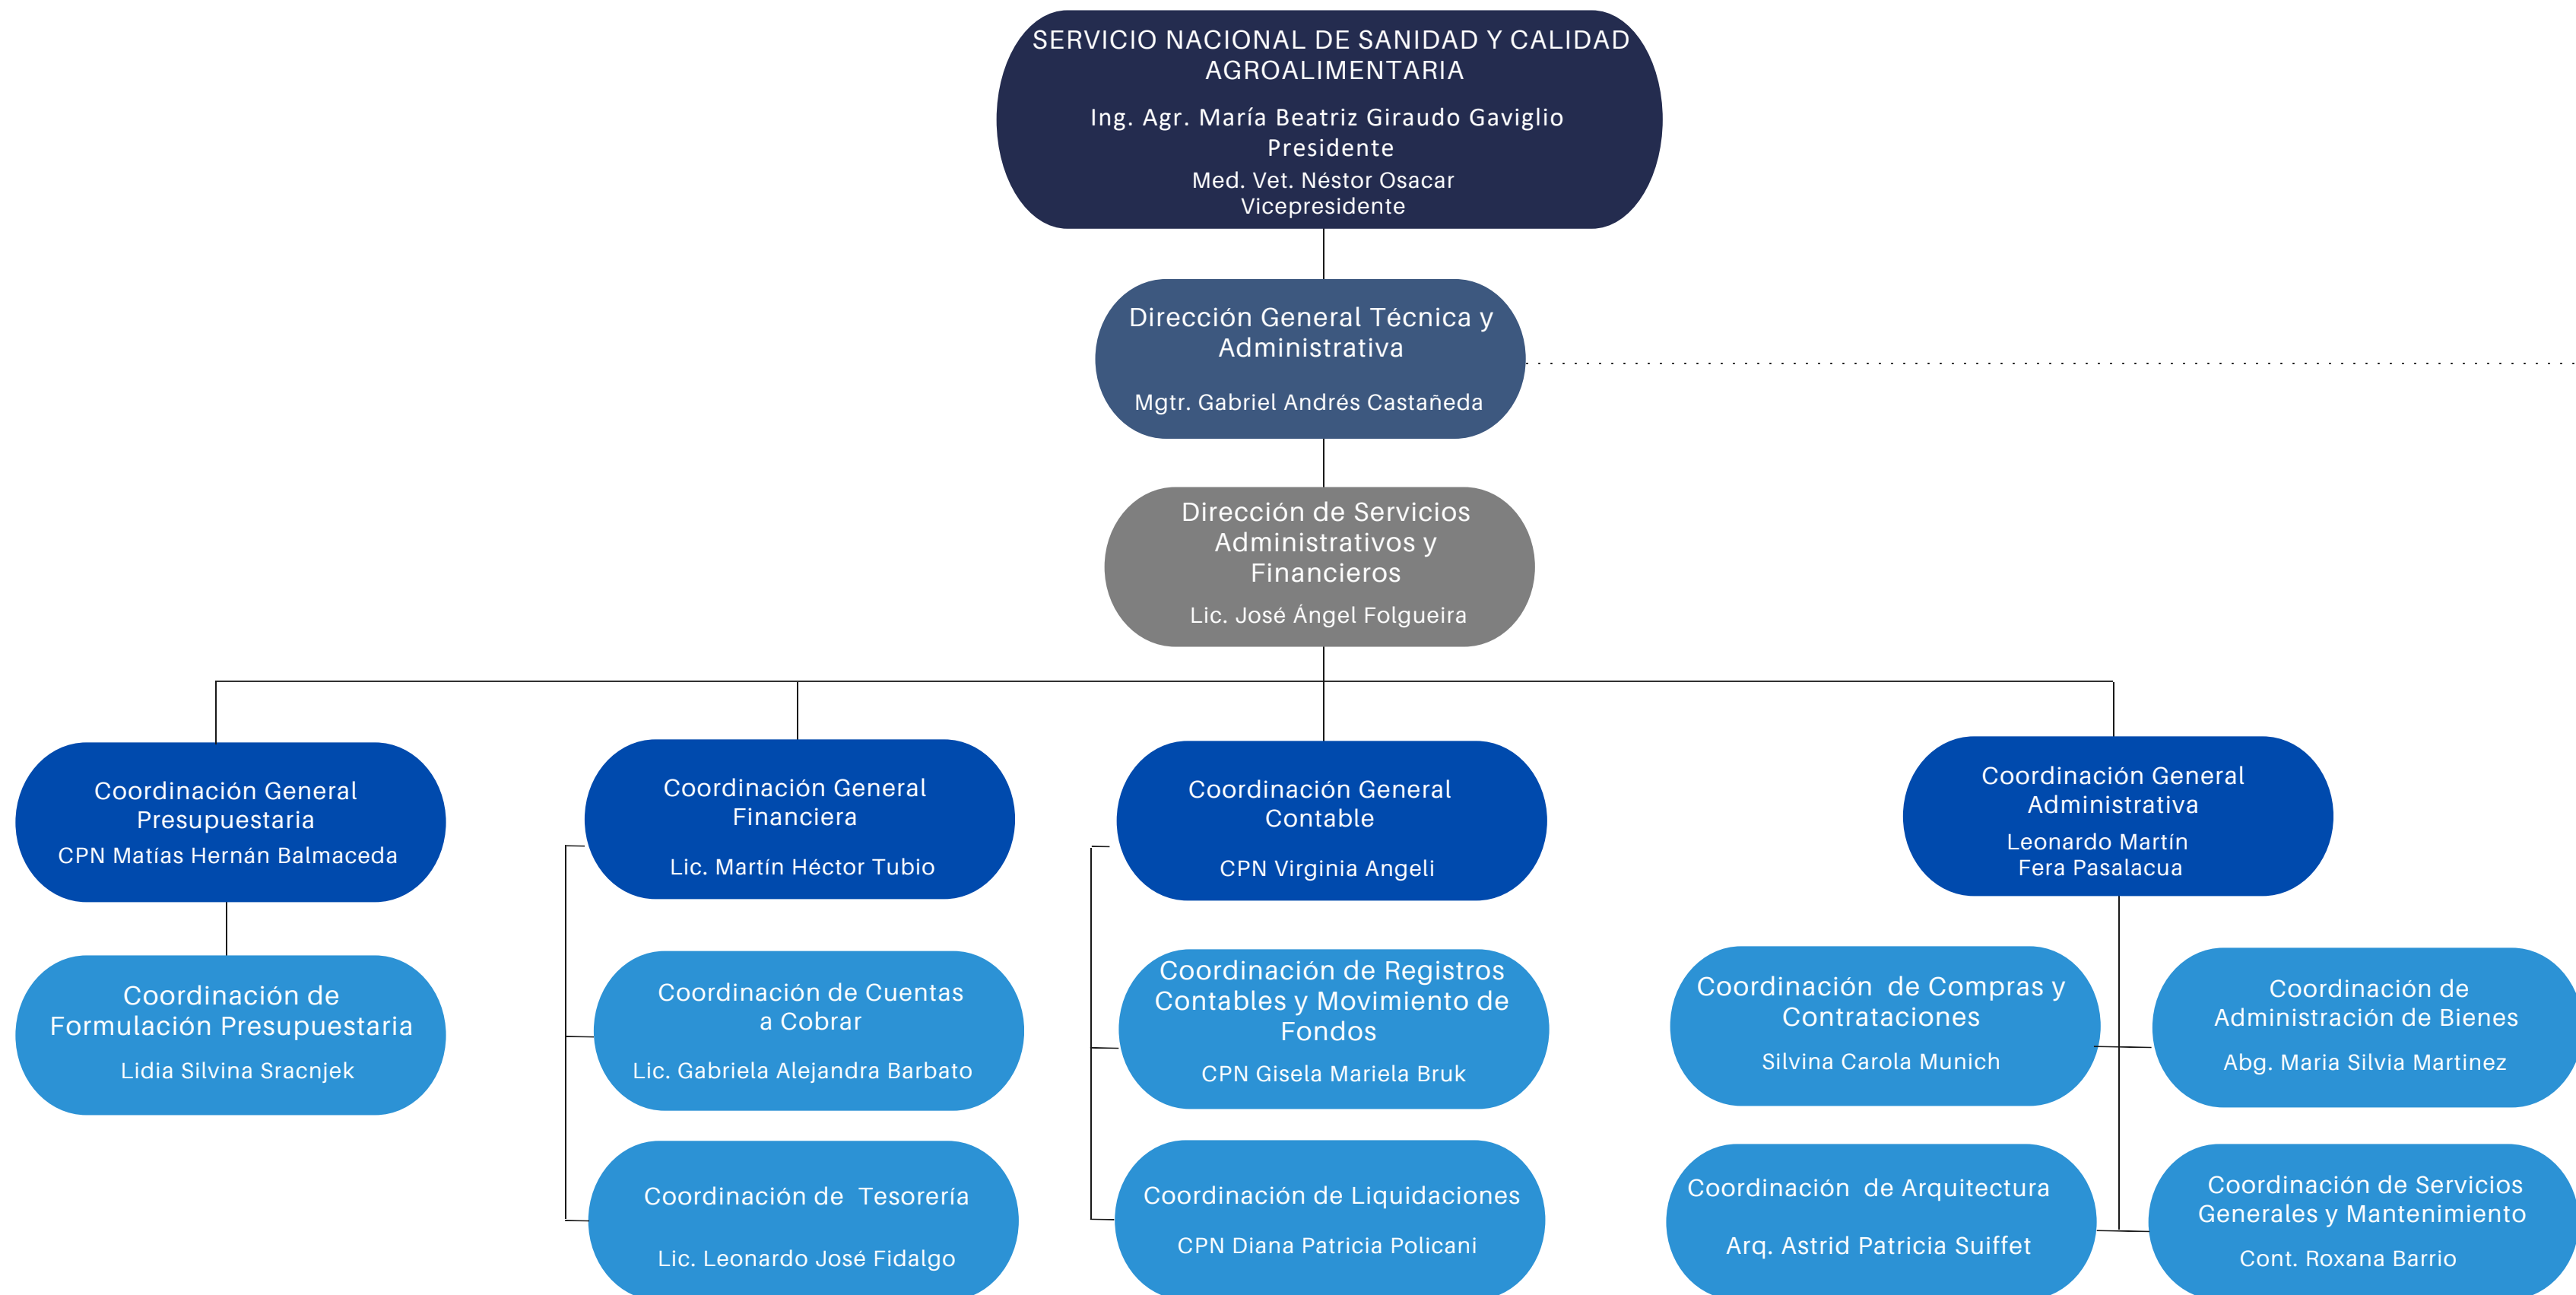 SERVICIO NACIONAL DE SANIDAD Y CALIDAD
AGROALIMENTARIA
Ing. Agr. María Beatriz Giraudo Gaviglio
Presidente
Med. Vet. Néstor Osacar
Vicepresidente
Dirección General Técnica y
Administrativa
Mgtr. Gabriel Andrés Castañeda
Dirección de Servicios
Administrativos y
Financieros
Lic. José Ángel Folgueira
Coordinación General
Presupuestaria
CPN Matías Hernán Balmaceda
Coordinación General
Financiera
Lic. Martín Héctor Tubio
Coordinación General
Contable
CPN Virginia Angeli
Coordinación General
Administrativa
Leonardo Martín
Fera Pasalacua
Coordinación de
Formulación Presupuestaria
Lidia Silvina Sracnjek
Coordinación de Cuentas
a Cobrar
Lic. Gabriela Alejandra Barbato
Coordinación de Registros
Contables y Movimiento de
Fondos
CPN Gisela Mariela Bruk
Coordinación de Compras y
Contrataciones
Silvina Carola Munich
Coordinación de
Administración de Bienes
Abg. Maria Silvia Martinez
Coordinación de Tesorería
Lic. Leonardo José Fidalgo
Coordinación de Liquidaciones
CPN Diana Patricia Policani
Coordinación de Arquitectura
Arq. Astrid Patricia Suiffet
Coordinación de Servicios
Generales y Mantenimiento
Cont. Roxana Barrio